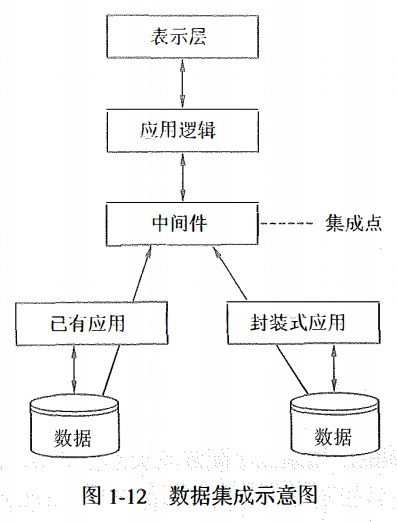 表示层
应用逻辑
中间件
集成点
已有应用
封装式应用
数据
数据
图 1-12 数据集成示意图